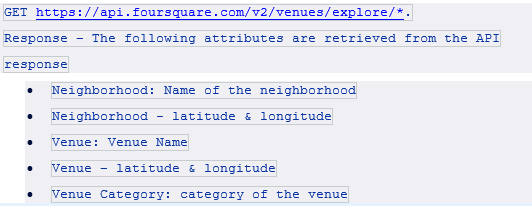 GET https://api.foursquare.com/v2/venues/explore/*.
Response – The following attributes are retrieved from the API
response
• Neighborhood: Name of the neighborhood
• Neighborhood – latitude & longitude
• Venue: Venue Name
• Venue – latitude & longitude
• Venue Category: category of the venue